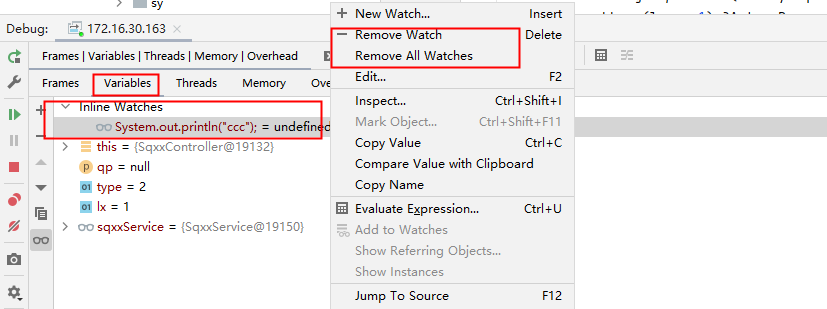 sy
Debug: 172.16.30.163
Frames | Variables | Threads | Memory | Overhead
Frames Variables Threads Memory Ove
Inline Watches
System.out.println("ccc"); = undefined
this = {SqxxController@19132}
qp = null
type = 2
lx = 1
sqxxService = {SqxxService@19150}
New Watch... Insert
Remove Watch Delete
Remove All Watches
Edit... F2
Inspect... Ctrl+Shift+I
Mark Object... Ctrl+Shift+F11
Copy Value Ctrl+C
Compare Value with Clipboard
Copy Name
Evaluate Expression... Ctrl+U
Add to Watches
Show Referring Objects...
Show Instances
Jump To Source F12